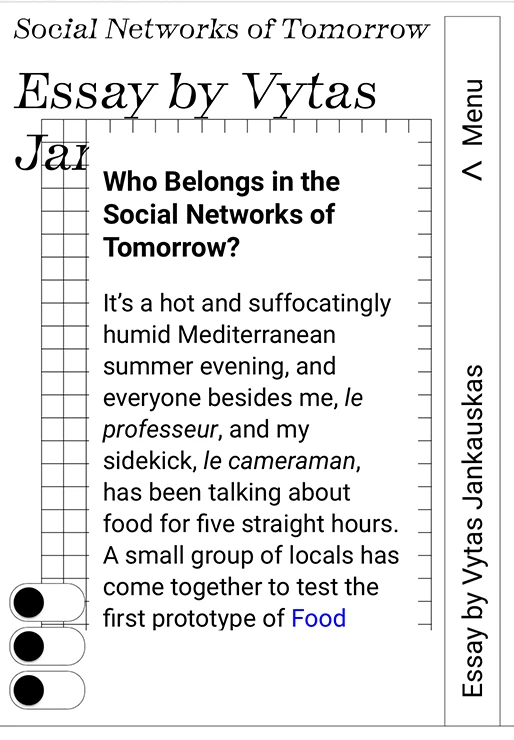 Social Networks of Tomorrow
Essay by Vytas
Who Belongs in the
Social Networks of
Tomorrow?
It’s a hot and suffocatingly
humid Mediterranean
summer evening, and
everyone besides me, le
professeur, and my
sidekick, le cameraman,
has been talking about
food for five straight hours.
A small group of locals has
come together to test the
first prototype of Food
< Menu
Essay by Vytas Jankauskas